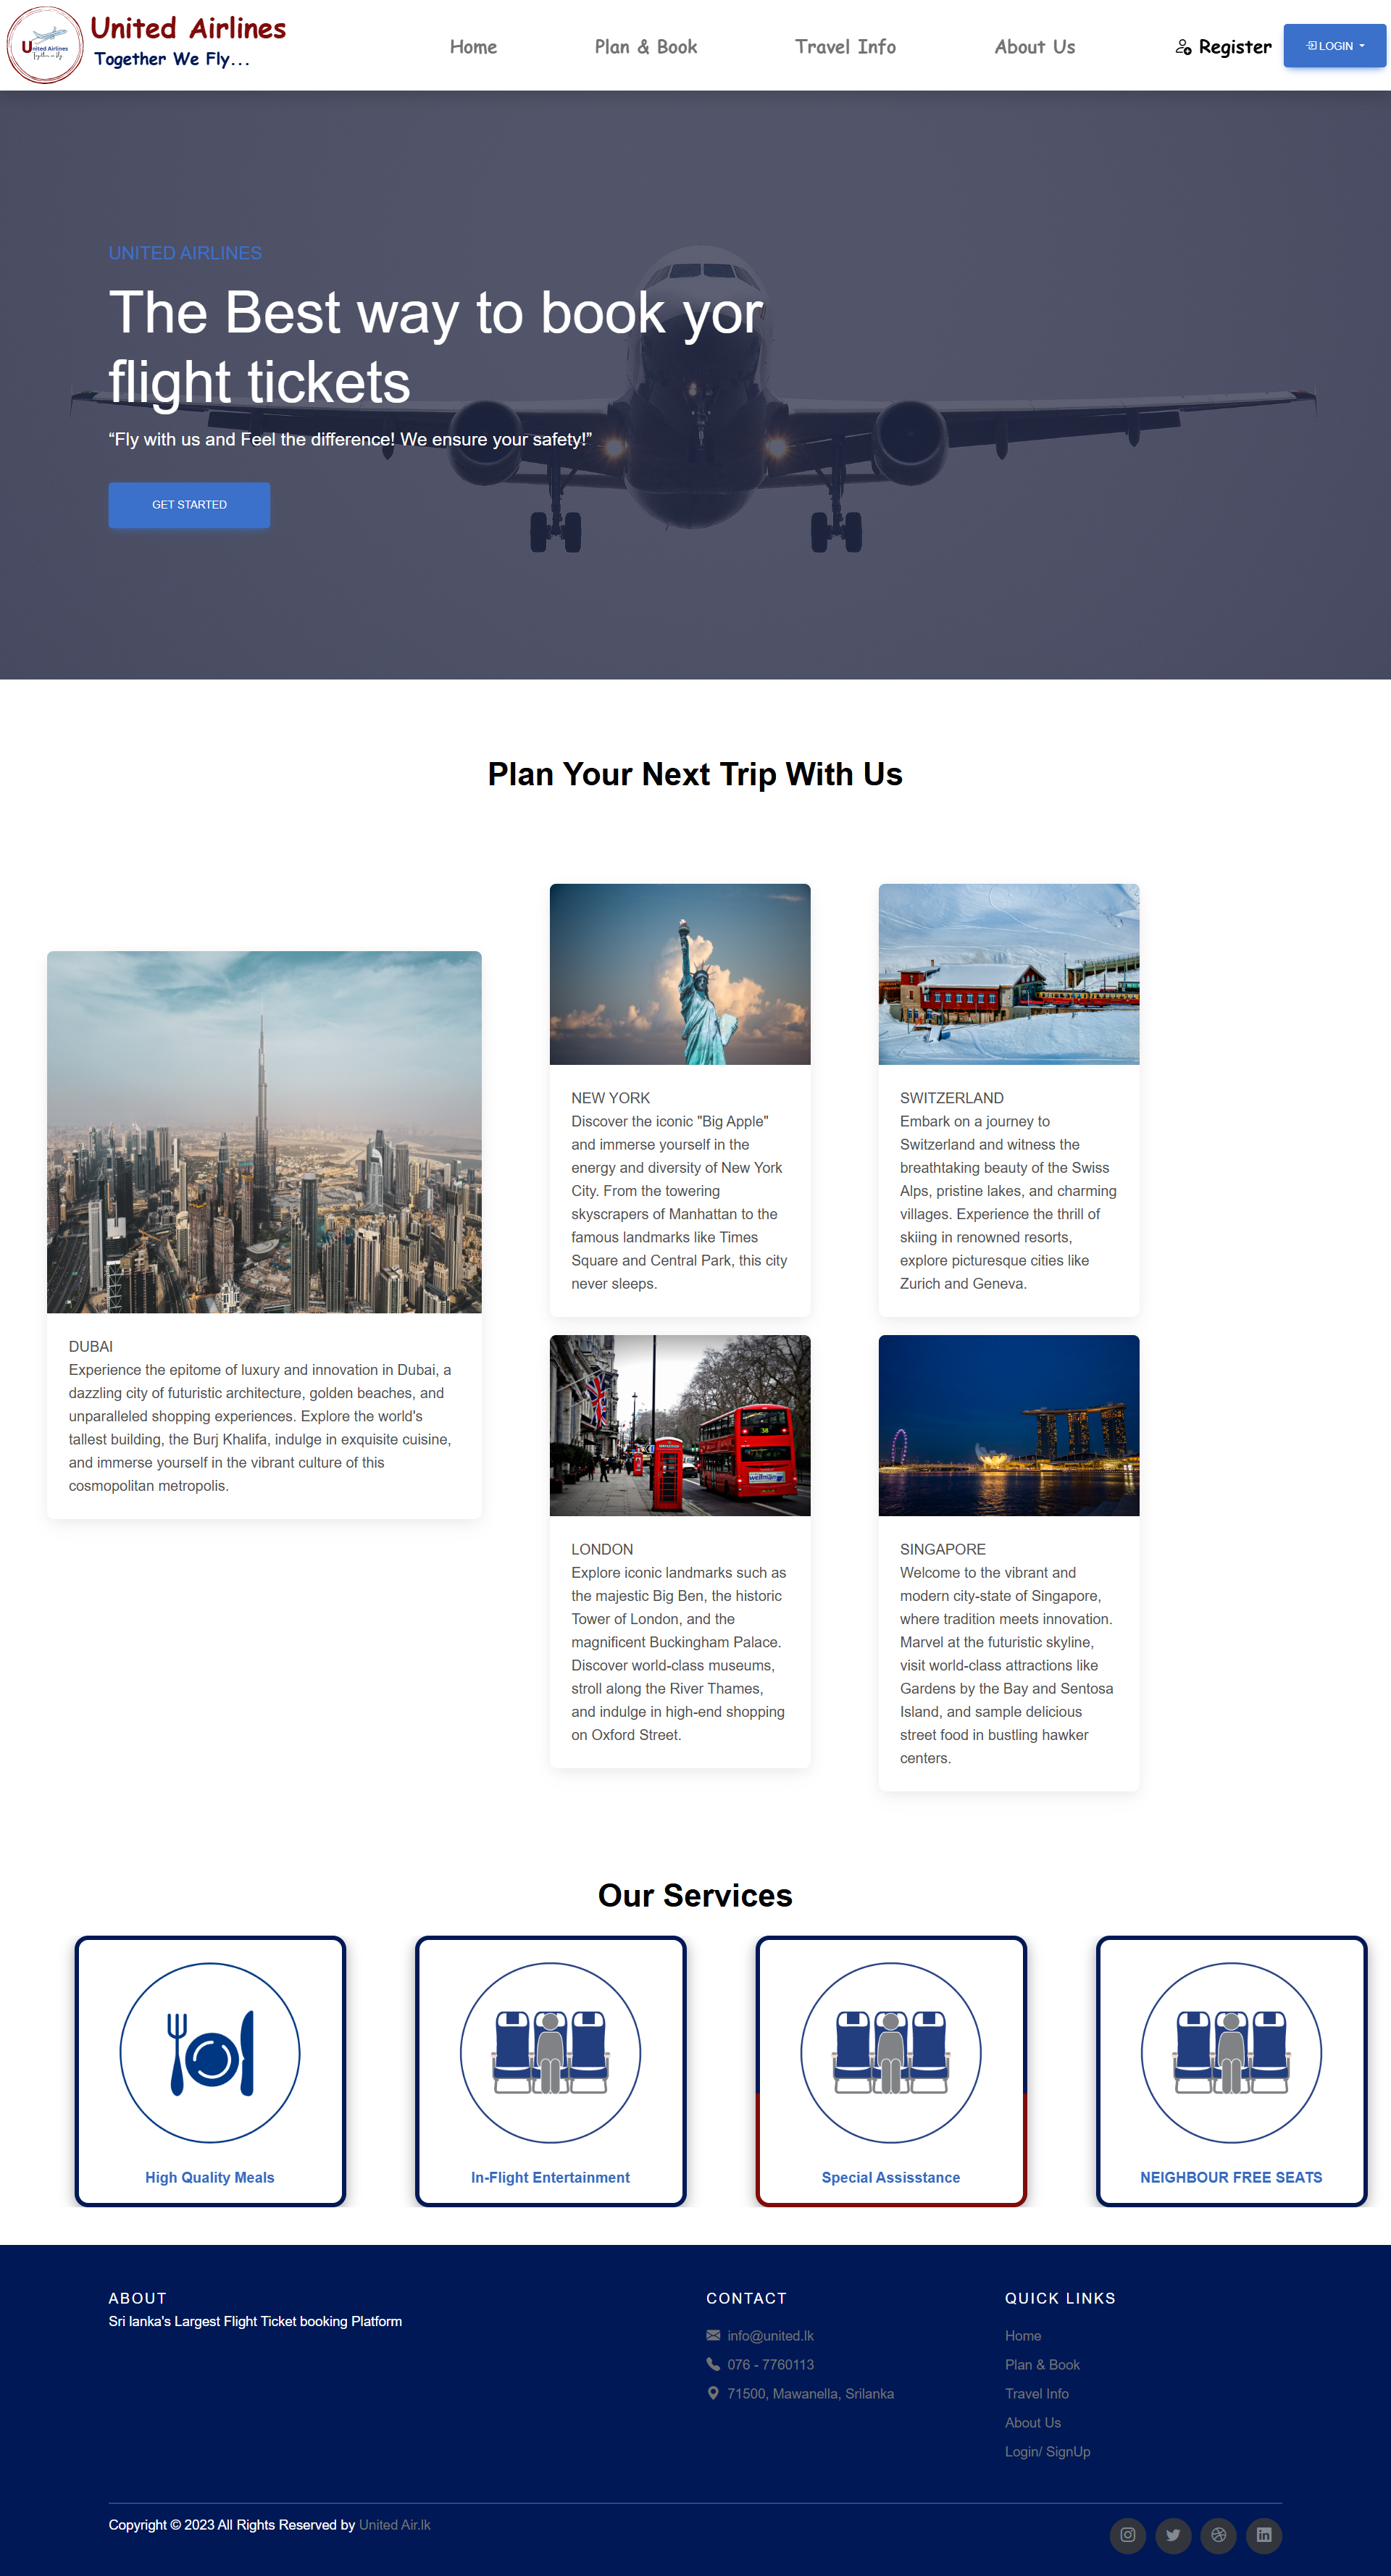 United Airlines
Together We Fly...
United Airlines
Together we fly
Home
Plan & Book
Travel Info
About Us
Register
LOGIN
UNITED AIRLINES
The Best way to book yor
flight tickets
“Fly with us and Feel the difference! We ensure your safety!”
GET STARTED
Plan Your Next Trip With Us
DUBAI
Experience the epitome of luxury and innovation in Dubai, a
dazzling city of futuristic architecture, golden beaches, and
unparalleled shopping experiences. Explore the world's
tallest building, the Burj Khalifa, indulge in exquisite cuisine,
and immerse yourself in the vibrant culture of this
cosmopolitan metropolis.
NEW YORK
Discover the iconic "Big Apple"
and immerse yourself in the
energy and diversity of New York
City. From the towering
skyscrapers of Manhattan to the
famous landmarks like Times
Square and Central Park, this city
never sleeps.
SWITZERLAND
Embark on a journey to
Switzerland and witness the
breathtaking beauty of the Swiss
Alps, pristine lakes, and charming
villages. Experience the thrill of
skiing in renowned resorts,
explore picturesque cities like
Zurich and Geneva.
38
LONDON
Explore iconic landmarks such as
the majestic Big Ben, the historic
Tower of London, and the
magnificent Buckingham Palace.
Discover world-class museums,
stroll along the River Thames,
and indulge in high-end shopping
on Oxford Street.
SINGAPORE
Welcome to the vibrant and
modern city-state of Singapore,
where tradition meets innovation.
Marvel at the futuristic skyline,
visit world-class attractions like
Gardens by the Bay and Sentosa
Island, and sample delicious
street food in bustling hawker
centers.
Our Services
High Quality Meals
In-Flight Entertainment
Special Assisstance
NEIGHBOUR FREE SEATS
ABOUT
Sri lanka's Largest Flight Ticket booking Platform
CONTACT
info@united.lk
076 - 7760113
71500, Mawanella, Srilanka
QUICK LINKS
Home
Plan & Book
Travel Info
About Us
Login/ SignUp
Copyright © 2023 All Rights Reserved by United Air.lk